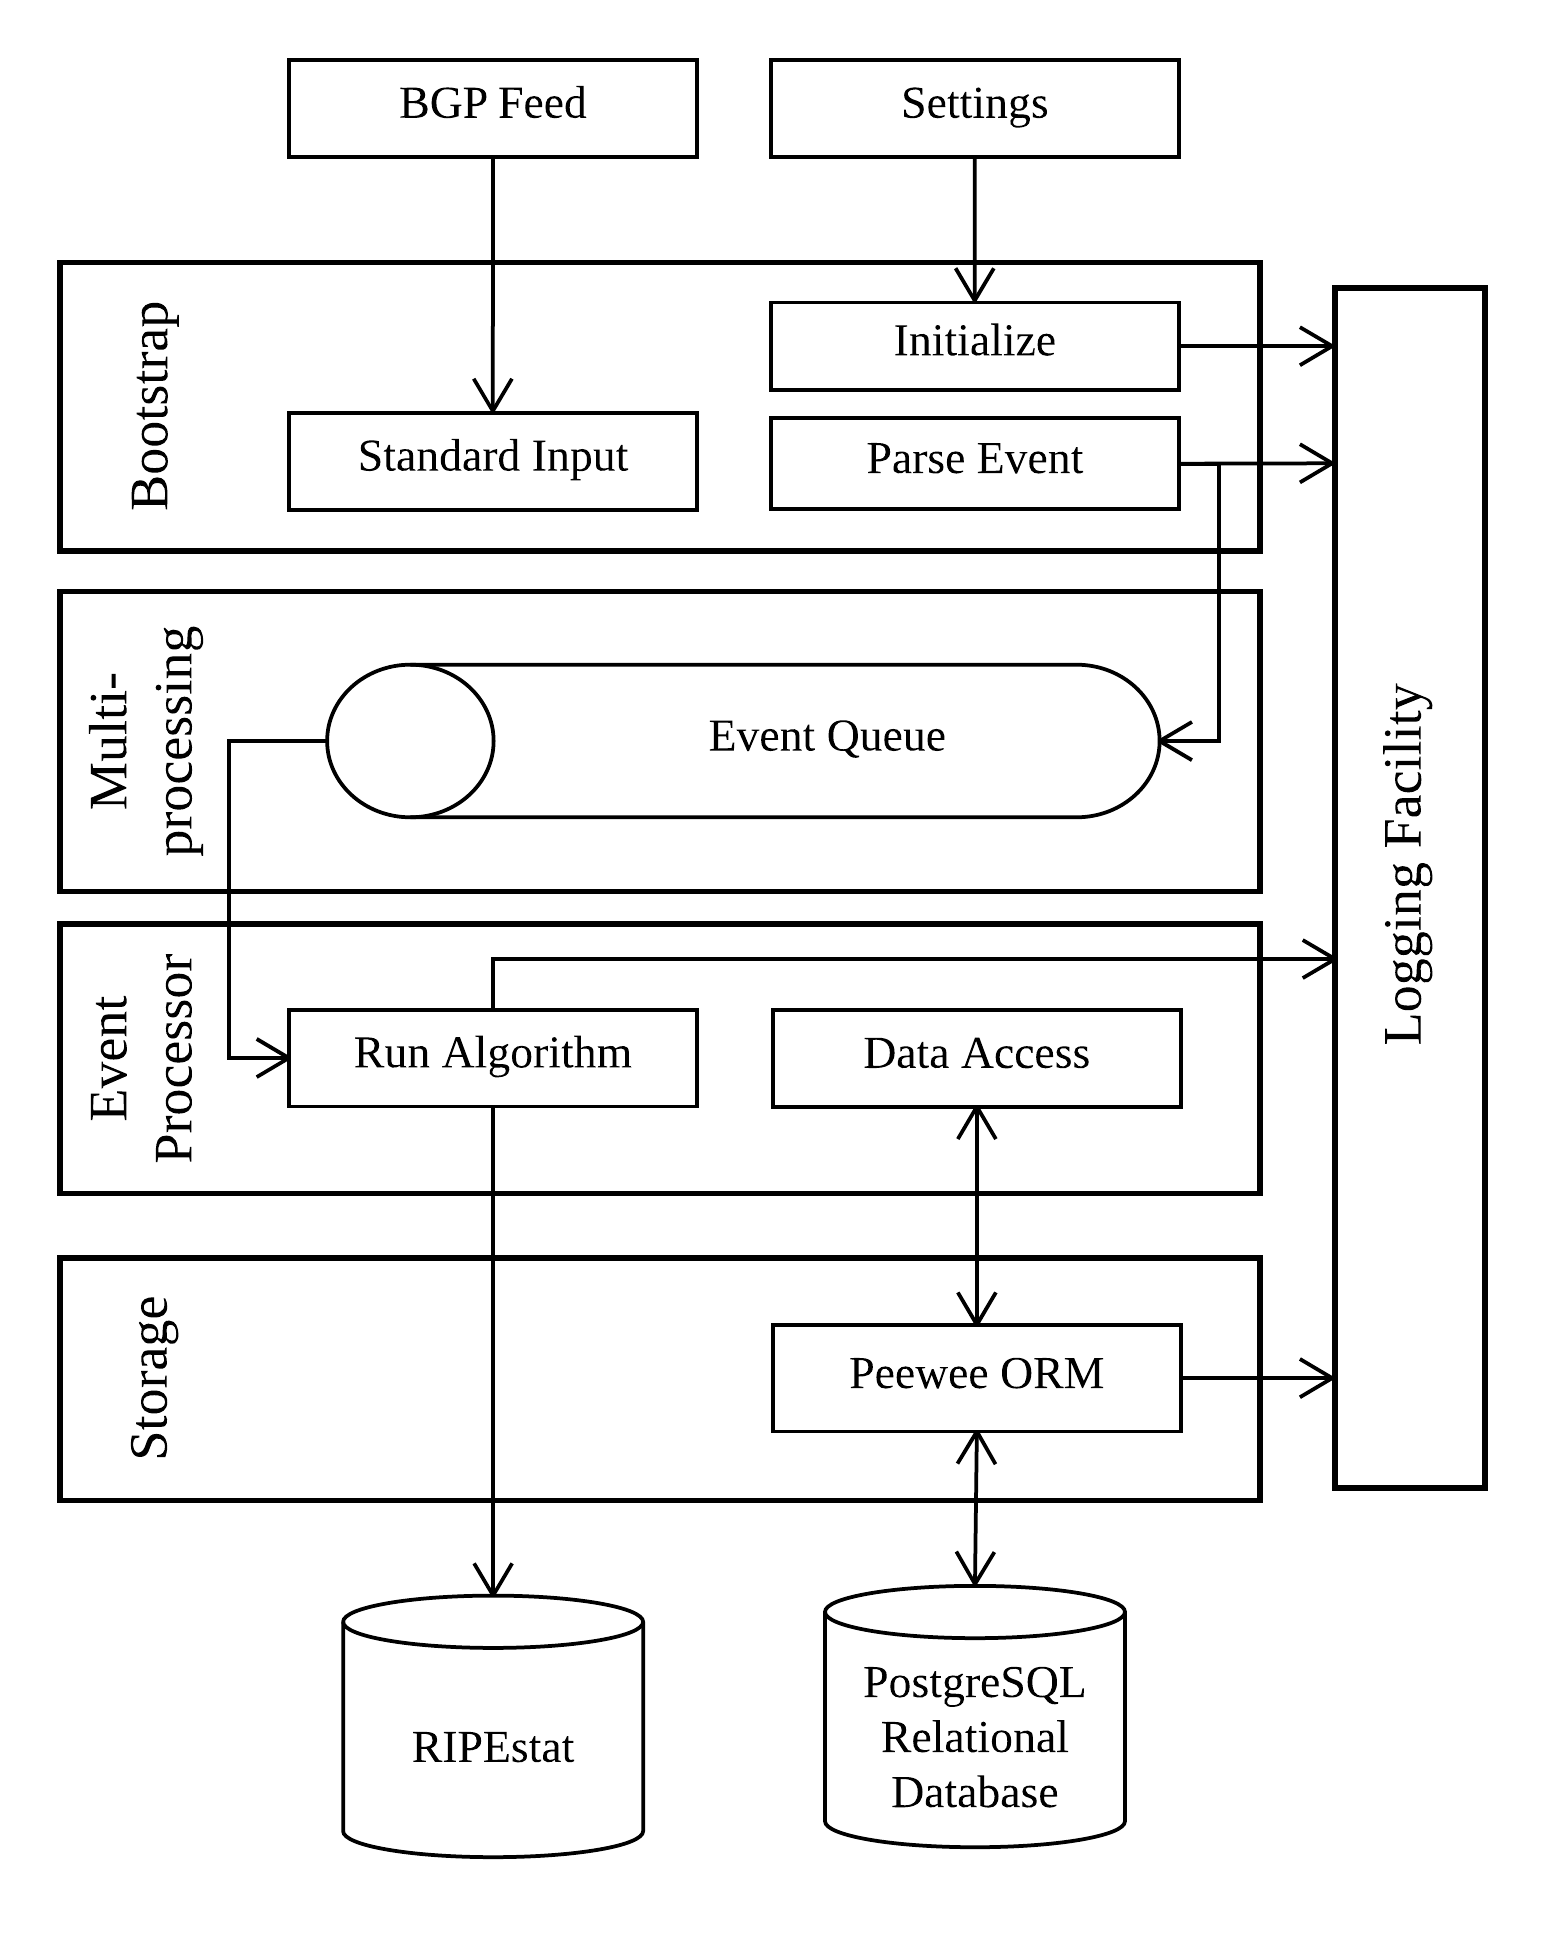 BGP Feed
Settings
Bootstrap
Initialize
Standard Input
Parse Event
Multi-
processing
Event Queue
Logging Facility
Event
Processor
Run Algorithm
Data Access
Storage
Peewee ORM
RIPEstat
PostgreSQL
Relational
Database